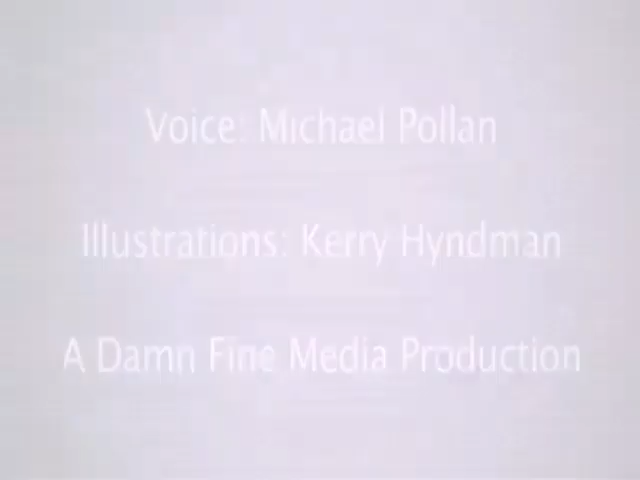 Voice: Michael Pollan
Illustrations: Kerry Hyndman
A Damn Fine Media Production